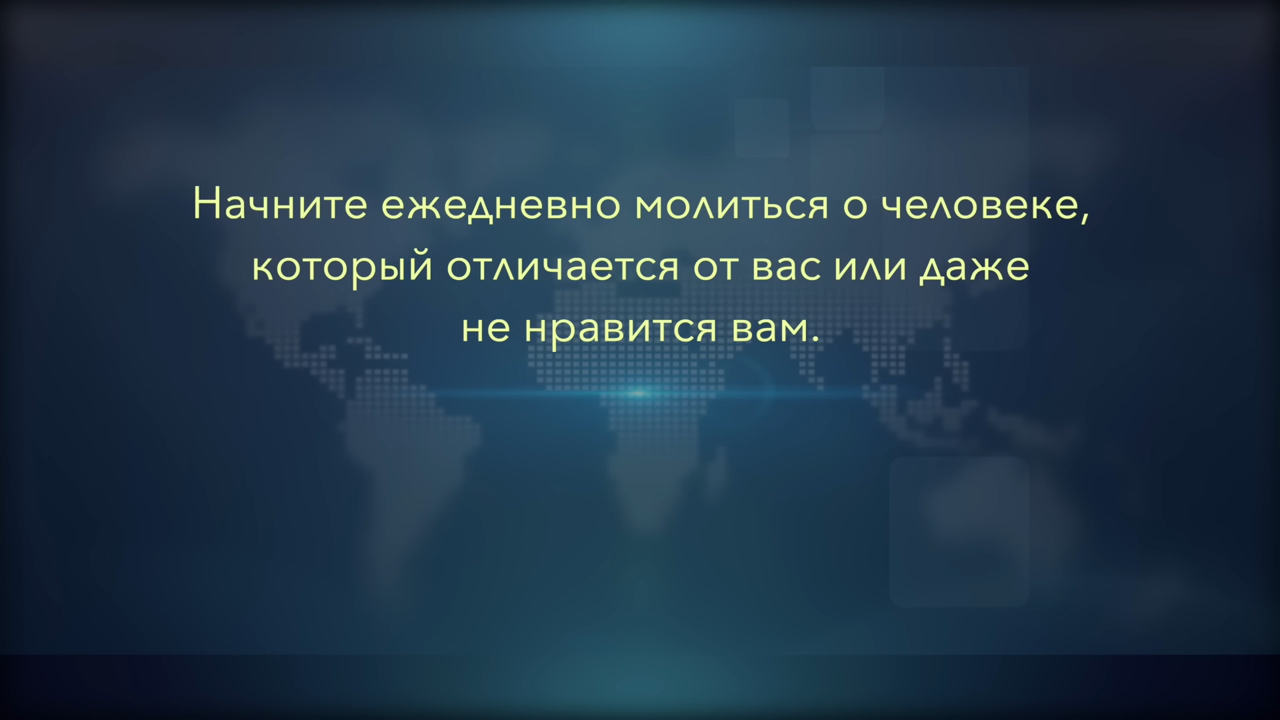 Начните ежедневно молиться о человеке,
который отличается от вас или даже
не нравится вам.